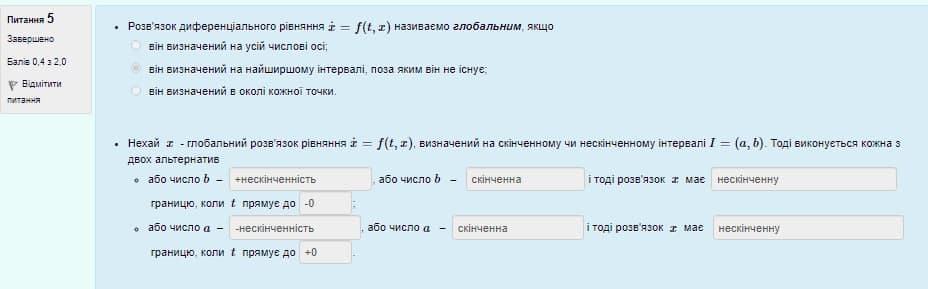 Питання 5
Завершено
Балів 0,4 з 2,0
Відмітити
питання
• Розв'язок диференціального рівняння ẋ = f(t, x) називаємо глобальним, якщо
він визначений на усій числові осі;
він визначений на найширшому інтервалі, поза яким він не існує;
він визначений в околі кожної точки.
• Нехай x - глобальний розв'язок рівняння ẋ = f(t, x), визначений на скінченному чи нескінченному інтервалі I = (a, b). Тоді виконується кожна з
двох альтернатив
або число b – +нескінченність, або число b – скінченна і тоді розв'язок x має нескінченну
границю, коли t прямує до -0;
або число a – -нескінченність, або число a – скінченна і тоді розв'язок x має нескінченну
границю, коли t прямує до +0.